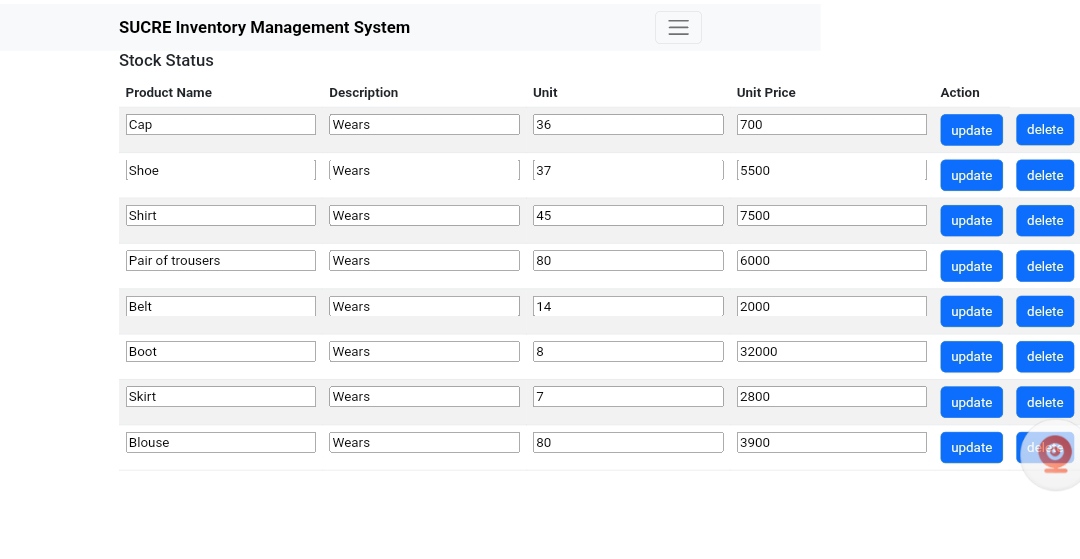 SUCRE Inventory Management System
Stock Status
Product Name Description Unit Unit Price Action
Cap Wears 36 700 update delete
Shoe Wears 37 5500 update delete
Shirt Wears 45 7500 update delete
Pair of trousers Wears 80 6000 update delete
Belt Wears 14 2000 update delete
Boot Wears 8 32000 update delete
Skirt Wears 7 2800 update delete
Blouse Wears 80 3900 update delete